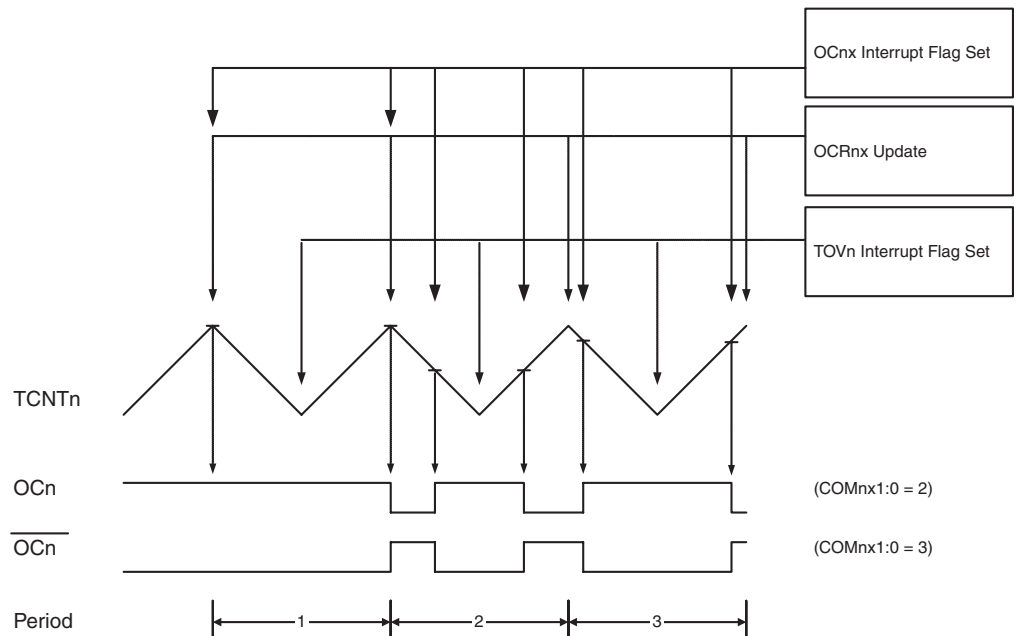 OCnx Interrupt Flag Set
OCRnx Update
TOVn Interrupt Flag Set
TCNTn
OCn
(COMnx1:0 = 2)
OCn
(COMnx1:0 = 3)
Period
1
2
3